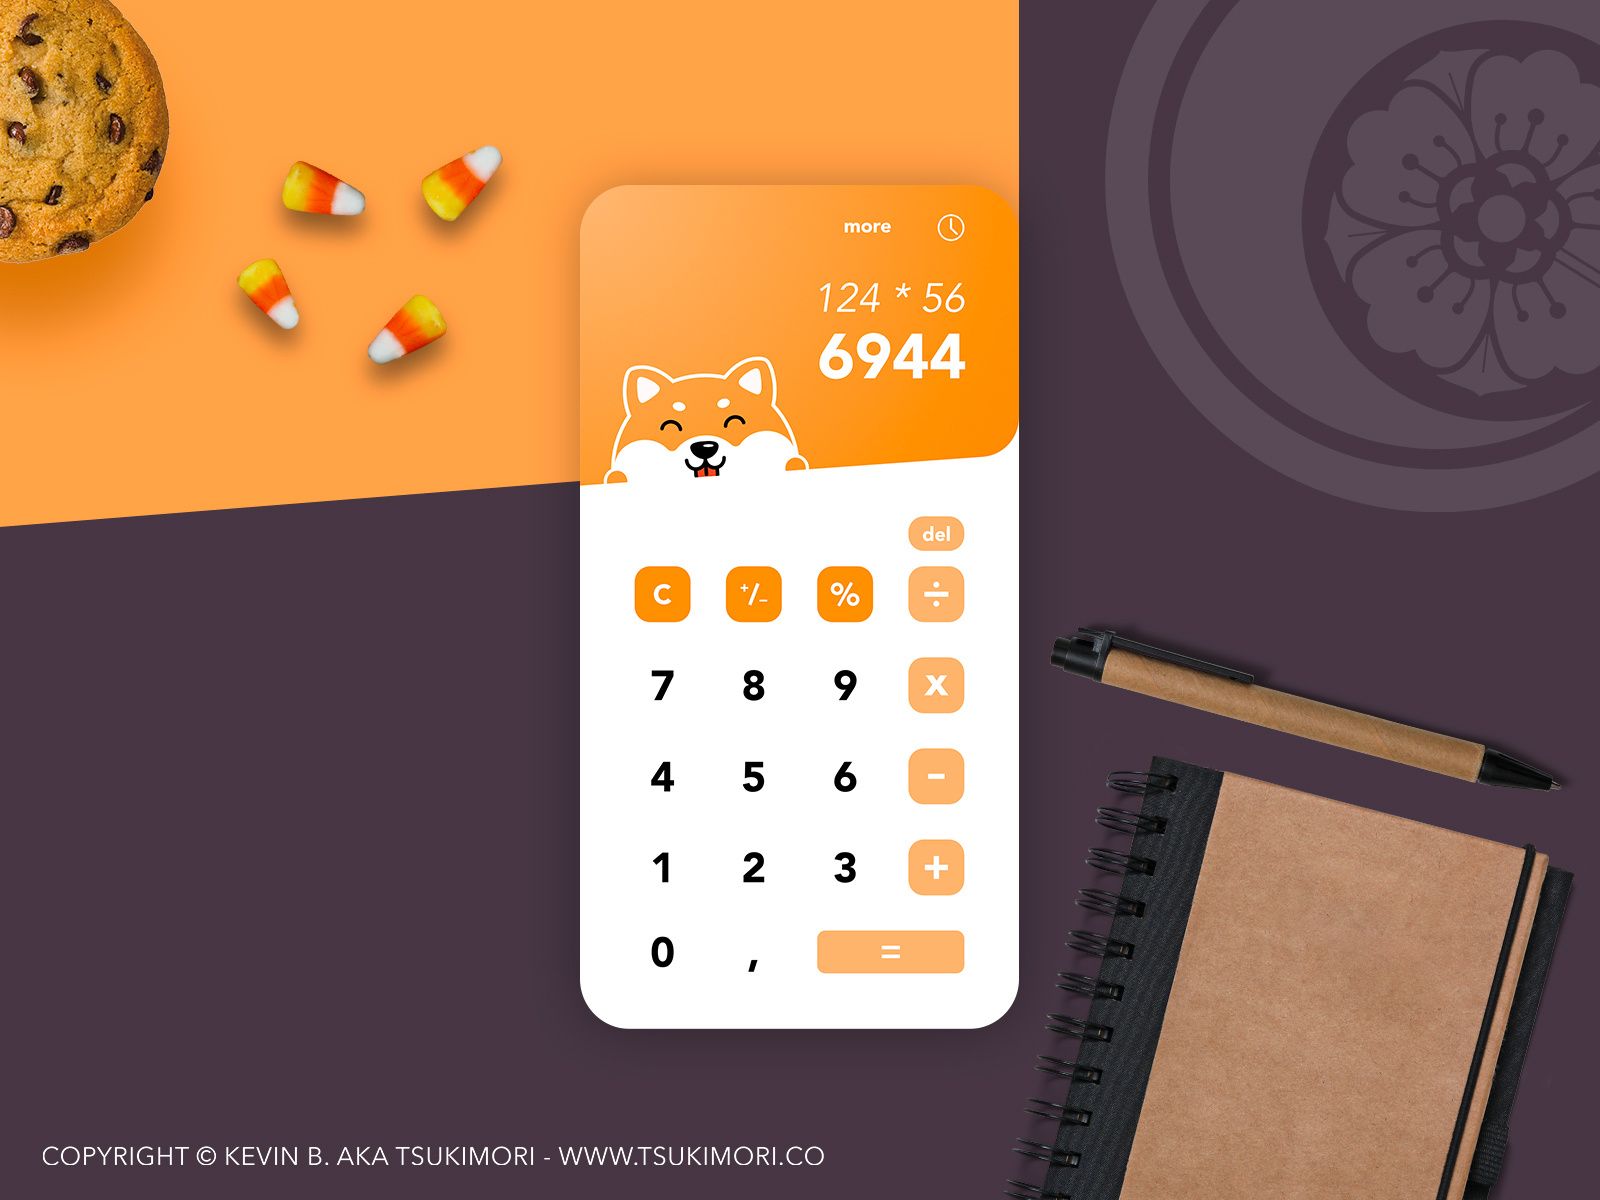 more
124 * 56
6944
del
C +/- % ÷
7 8 9 x
4 5 6 -
1 2 3 +
0 , =
COPYRIGHT © KEVIN B. AKA TSUKIMORI - WWW.TSUKIMORI.CO